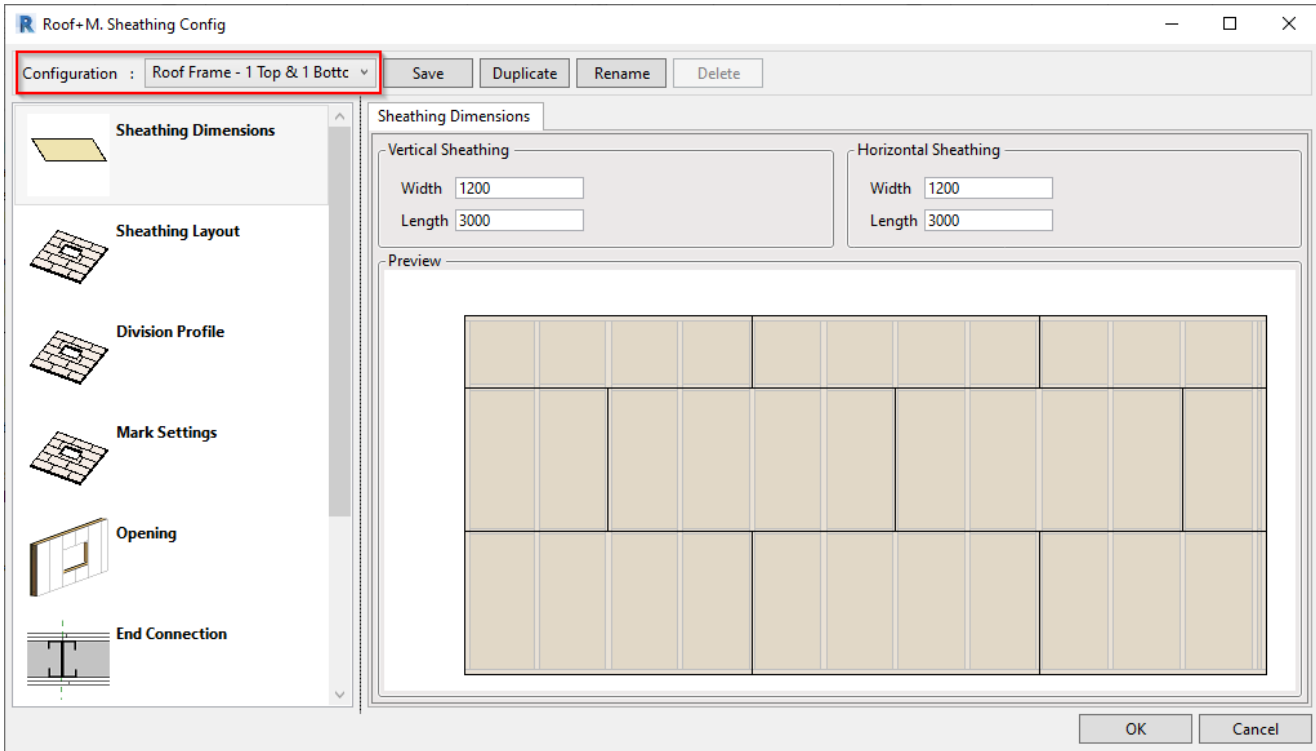 R Roof+M. Sheathing Config
Configuration : Roof Frame - 1 Top & 1 Bottc Save Duplicate Rename Delete
Sheathing Dimensions
Sheathing Layout
Division Profile
Mark Settings
Opening
End Connection
Sheathing Dimensions
Vertical Sheathing
Width 1200
Length 3000
Horizontal Sheathing
Width 1200
Length 3000
Preview
OK Cancel